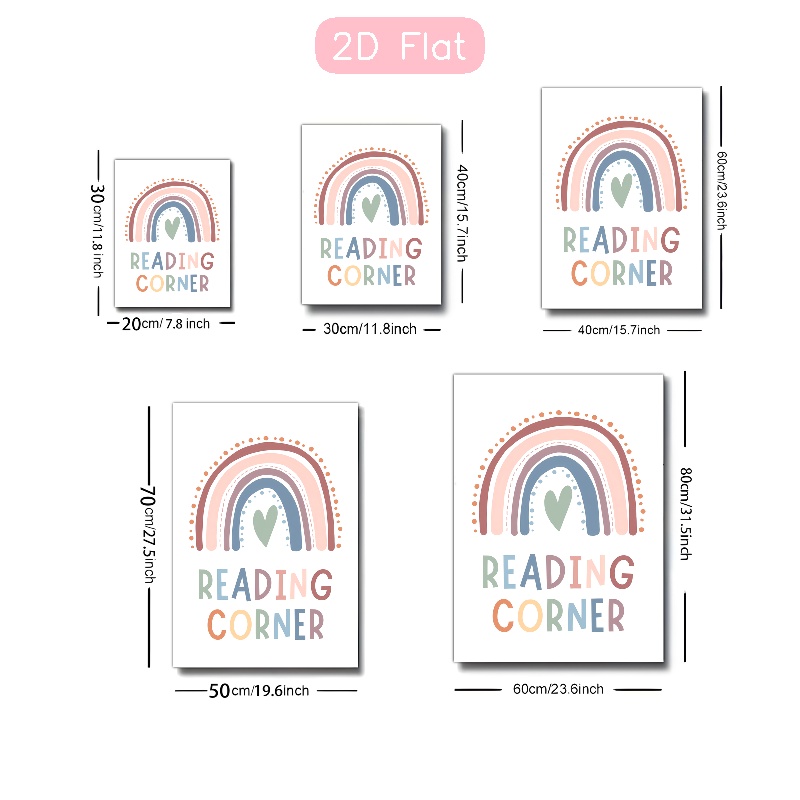 2D Flat
30cm/11.8 inch
READING
CORNER
20cm/ 7.8 inch
40cm/15.7inch
READING
CORNER
30cm/11.8inch
60cm/23.6inch
READING
CORNER
40cm/15.7inch
70cm/27.5inch
READING
CORNER
50cm/19.6inch
80cm/31.5inch
READING
CORNER
60cm/23.6inch